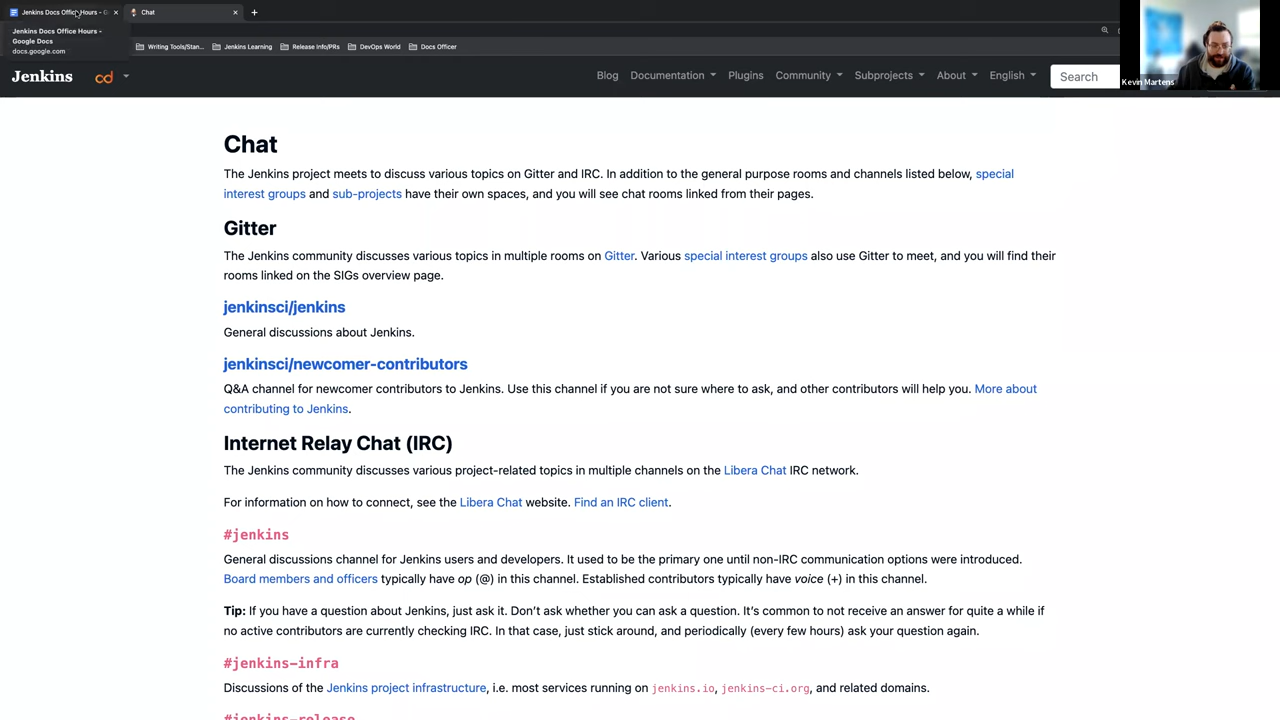 Jenkins Docs Office Hours - G
Chat
Jenkins Docs Office Hours -
Google Docs
docs.google.com
Writing Tools/Stan...
Jenkins Learning
Release Info/PRs
DevOps World
Docs Officer
Jenkins
cd
Blog
Documentation
Plugins
Community
Subprojects
About
English
Search
Kevin Martens
Chat
The Jenkins project meets to discuss various topics on Gitter and IRC. In addition to the general purpose rooms and channels listed below, special
interest groups and sub-projects have their own spaces, and you will see chat rooms linked from their pages.
Gitter
The Jenkins community discusses various topics in multiple rooms on Gitter. Various special interest groups also use Gitter to meet, and you will find their
rooms linked on the SIGs overview page.
jenkinsci/jenkins
General discussions about Jenkins.
jenkinsci/newcomer-contributors
Q&A channel for newcomer contributors to Jenkins. Use this channel if you are not sure where to ask, and other contributors will help you. More about
contributing to Jenkins.
Internet Relay Chat (IRC)
The Jenkins community discusses various project-related topics in multiple channels on the Libera Chat IRC network.
For information on how to connect, see the Libera Chat website. Find an IRC client.
#jenkins
General discussions channel for Jenkins users and developers. It used to be the primary one until non-IRC communication options were introduced.
Board members and officers typically have op (@) in this channel. Established contributors typically have voice (+) in this channel.
Tip: If you have a question about Jenkins, just ask it. Don't ask whether you can ask a question. It's common to not receive an answer for quite a while if
no active contributors are currently checking IRC. In that case, just stick around, and periodically (every few hours) ask your question again.
#jenkins-infra
Discussions of the Jenkins project infrastructure, i.e. most services running on jenkins.io, jenkins-ci.org, and related domains.
#jenkins-release